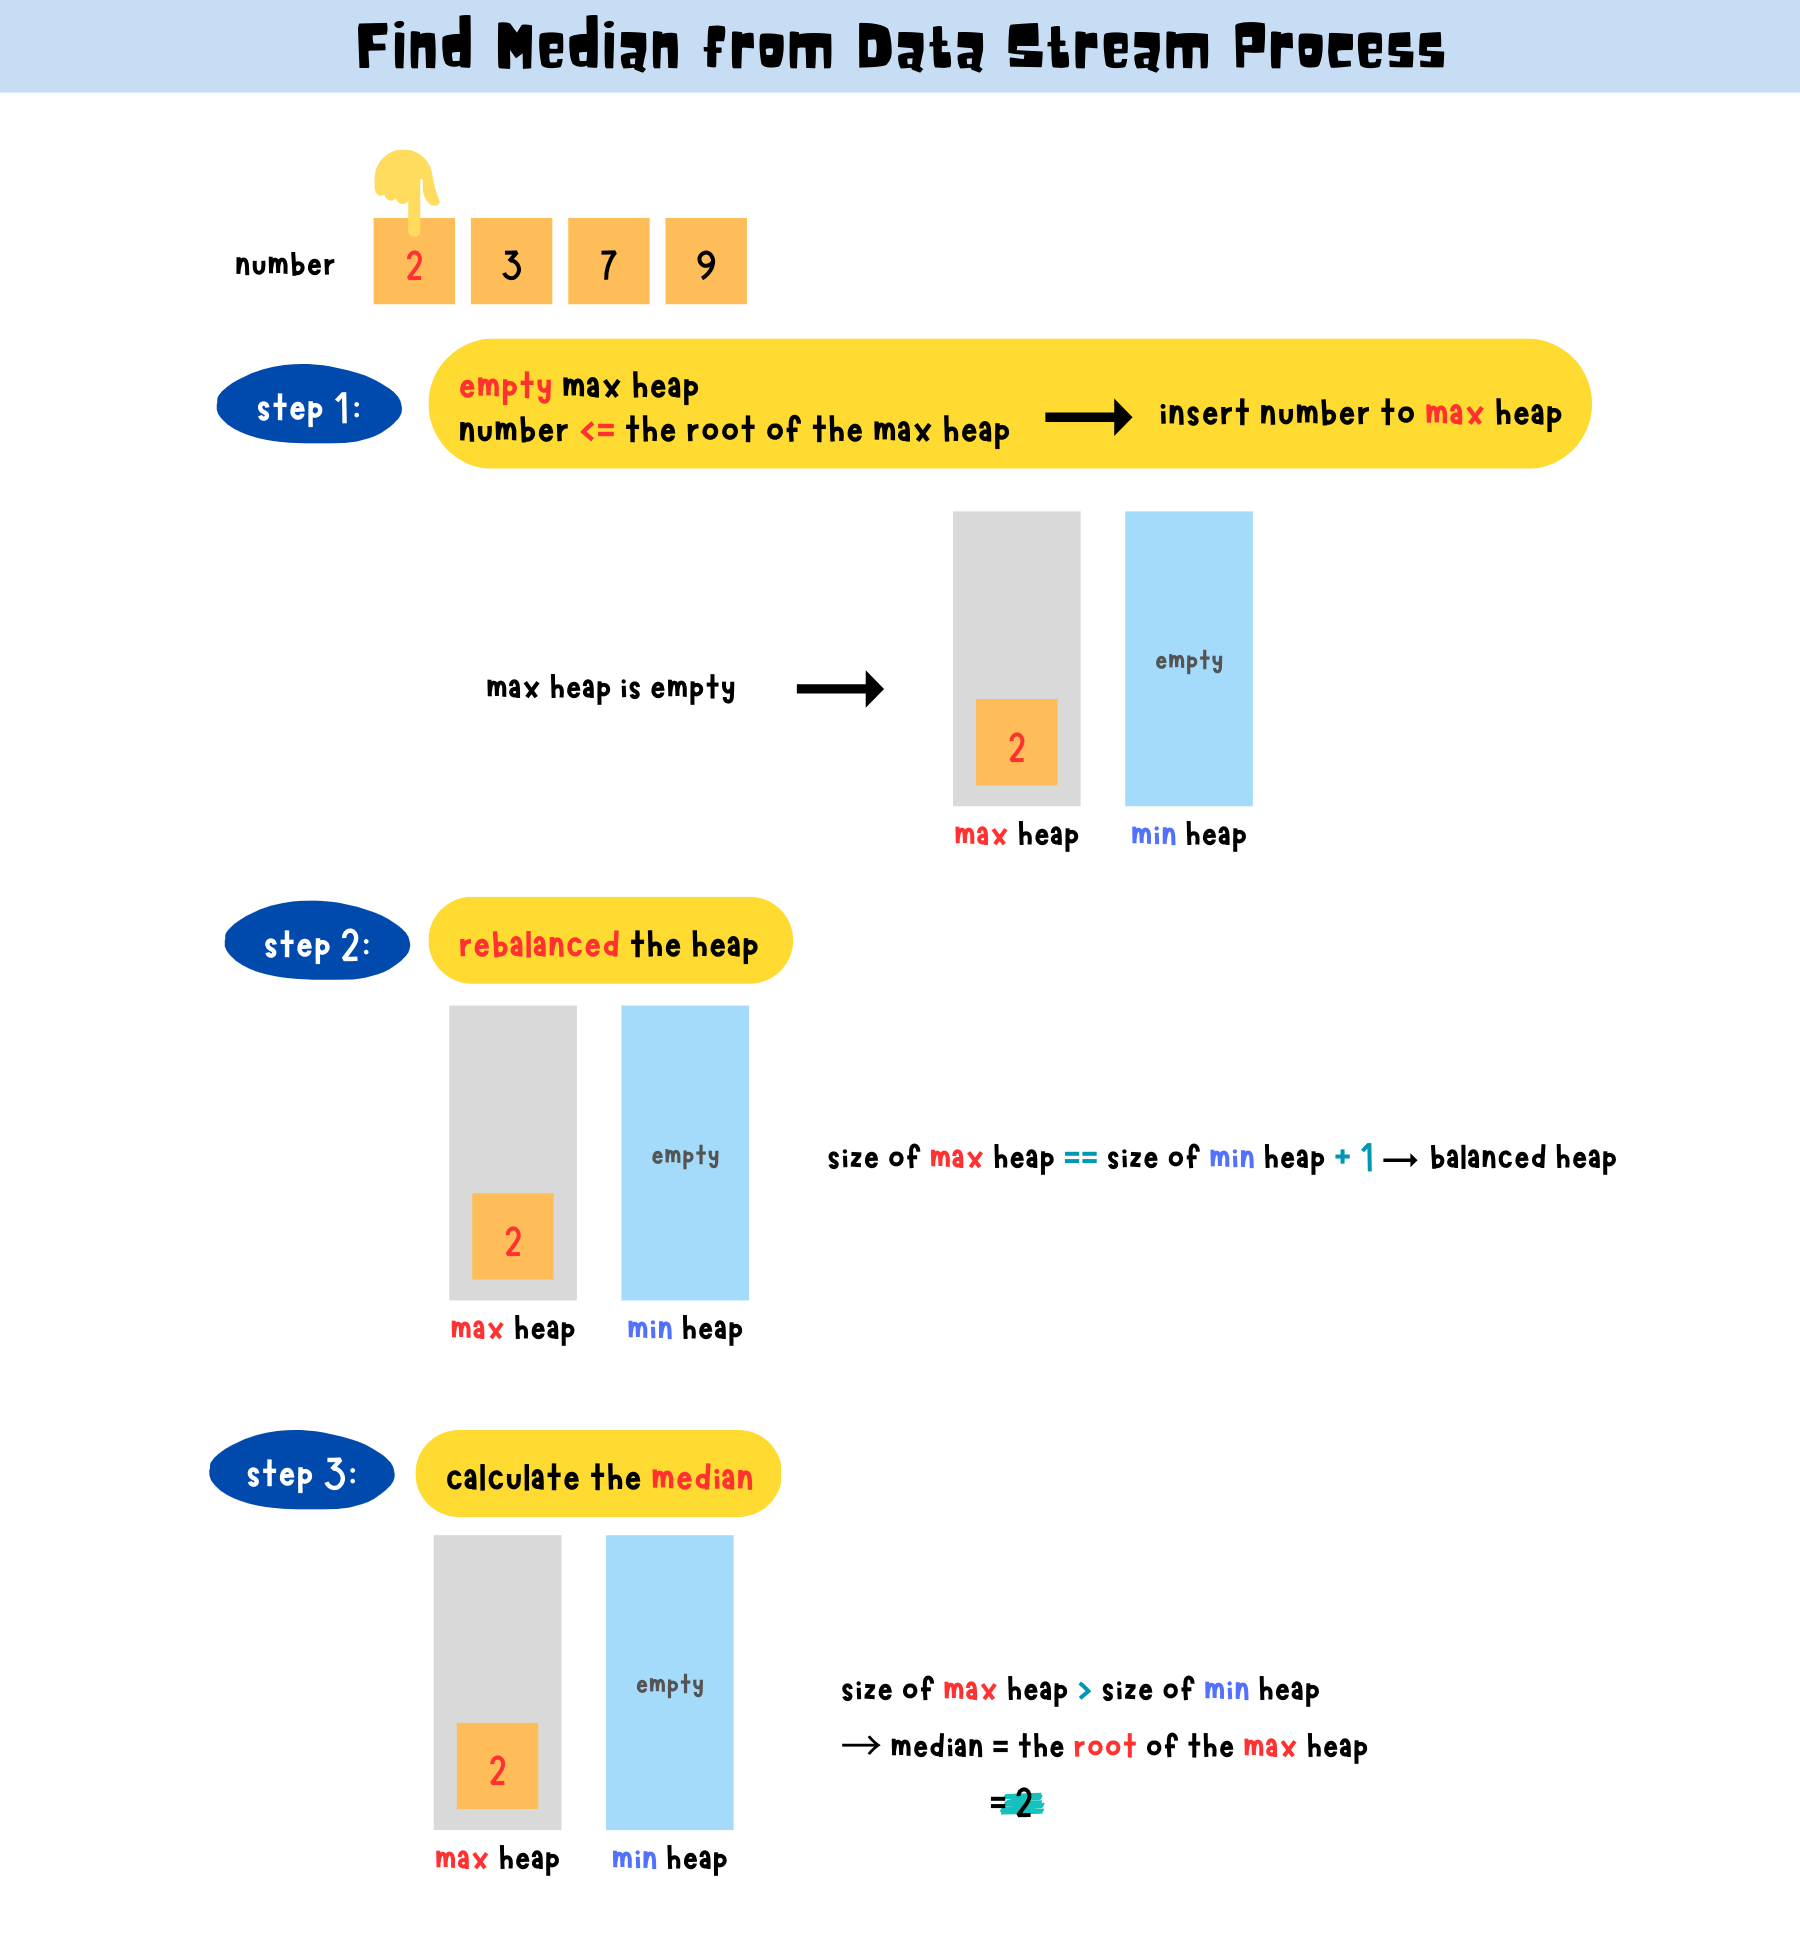 Find Median from Data Stream Process
number 2 3 7 9
step 1:
empty max heap
number <= the root of the max heap
insert number to max heap
max heap is empty
2
empty
max heap
min heap
step 2:
rebalanced the heap
2
empty
max heap
min heap
size of max heap == size of min heap + 1 → balanced heap
step 3:
calculate the median
2
empty
max heap
min heap
size of max heap > size of min heap
→ median = the root of the max heap
= 2